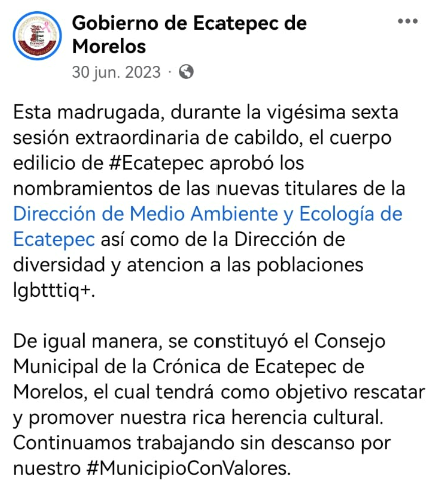 Gobierno de Ecatepec de
Morelos
30 jun. 2023 ·
Esta madrugada, durante la vigésima sexta
sesión extraordinaria de cabildo, el cuerpo
edilicio de #Ecatepec aprobó los
nombramientos de las nuevas titulares de la
Dirección de Medio Ambiente y Ecología de
Ecatepec así como de la Dirección de
diversidad y atencion a las poblaciones
lgbtttiq+.
De igual manera, se constituyó el Consejo
Municipal de la Crónica de Ecatepec de
Morelos, el cual tendrá como objetivo rescatar
y promover nuestra rica herencia cultural.
Continuamos trabajando sin descanso por
nuestro #MunicipioConValores.